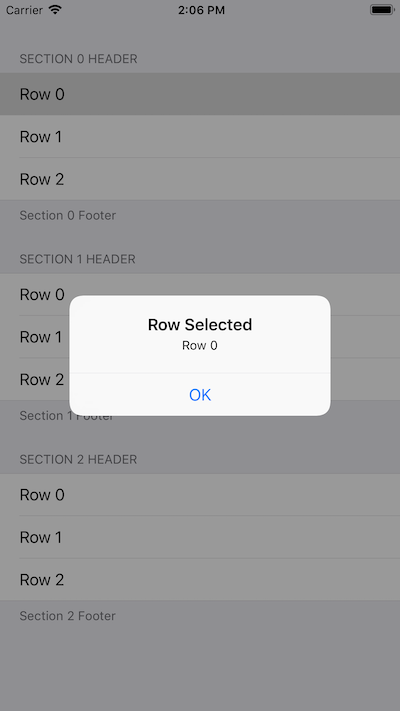 Carrier 2:06 PM
SECTION 0 HEADER
Row 0
Row 1
Row 2
Section 0 Footer
SECTION 1 HEADER
Row 0
Row 1
Row 2
Section 1 Footer
Row Selected
Row 0
OK
SECTION 2 HEADER
Row 0
Row 1
Row 2
Section 2 Footer